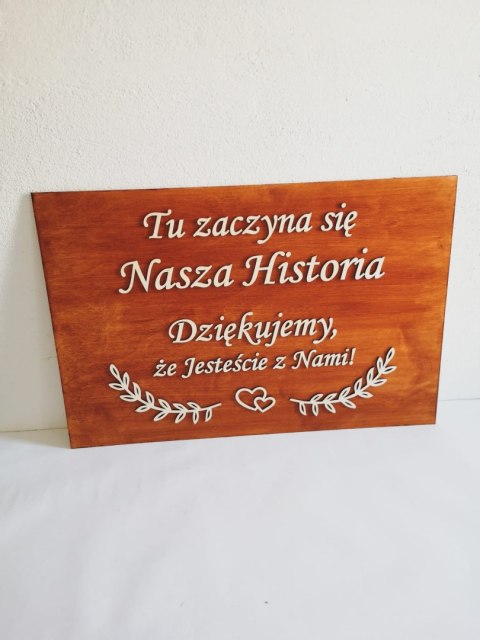 Tu zaczyna się
Nasza Historia
Dziękujemy,
że Jesteście z Nami!